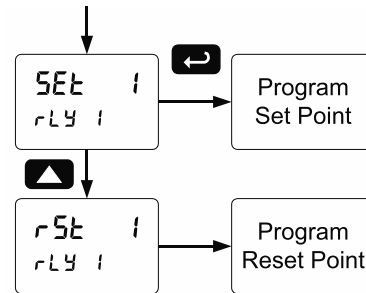 SEt 1
rLY 1
Program
Set Point
rSt 1
rLY 1
Program
Reset Point